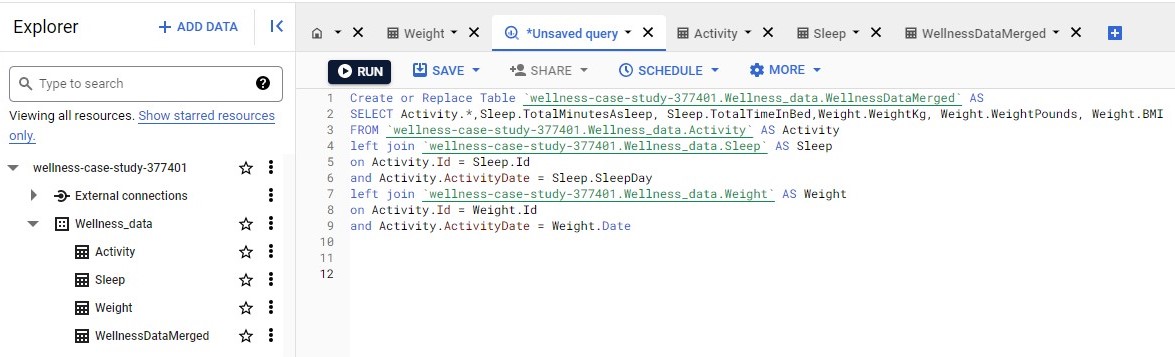 Explorer
+ ADD DATA
Type to search
Viewing all resources. Show starred resources
only.
wellness-case-study-377401
External connections
Wellness_data
Activity
Sleep
Weight
WellnessDataMerged
Weight
*Unsaved query
Activity
Sleep
WellnessDataMerged
RUN
SAVE
SHARE
SCHEDULE
MORE
1 Create or Replace Table `wellness-case-study-377401.Wellness_data.WellnessDataMerged` AS
2 SELECT Activity.*,Sleep.TotalMinutesAsleep, Sleep.TotalTimeInBed,Weight.WeightKg, Weight.WeightPounds, Weight.BMI
3 FROM `wellness-case-study-377401.Wellness_data.Activity` AS Activity
4 left join `wellness-case-study-377401.Wellness_data.Sleep` AS Sleep
5 on Activity.Id = Sleep.Id
6 and Activity.ActivityDate = Sleep.SleepDay
7 left join `wellness-case-study-377401.Wellness_data.Weight` AS Weight
8 on Activity.Id = Weight.Id
9 and Activity.ActivityDate = Weight.Date
10
11
12